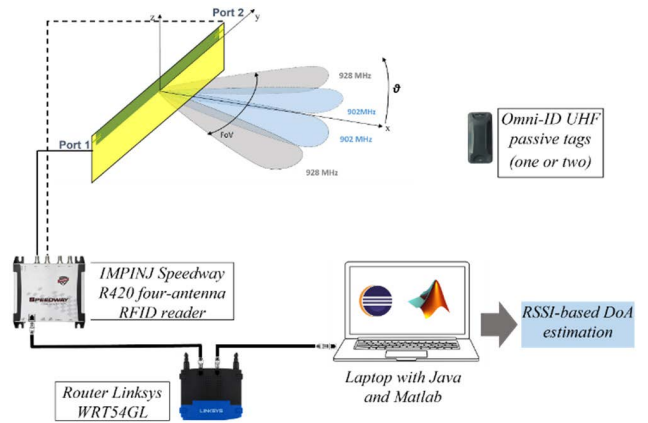 z
y
Port 2
928 MHz
ϑ
902MHz
x
FoV
902 MHz
Port 1
928 MHz
Omni-ID UHF
passive tags
(one or two)
IMPINJ Speedway
R420 four-antenna
RFID reader
SPEEDWAY
RSSI-based DoA
estimation
Laptop with Java
and Matlab
Router Linksys
WRT54GL
LINKSYS